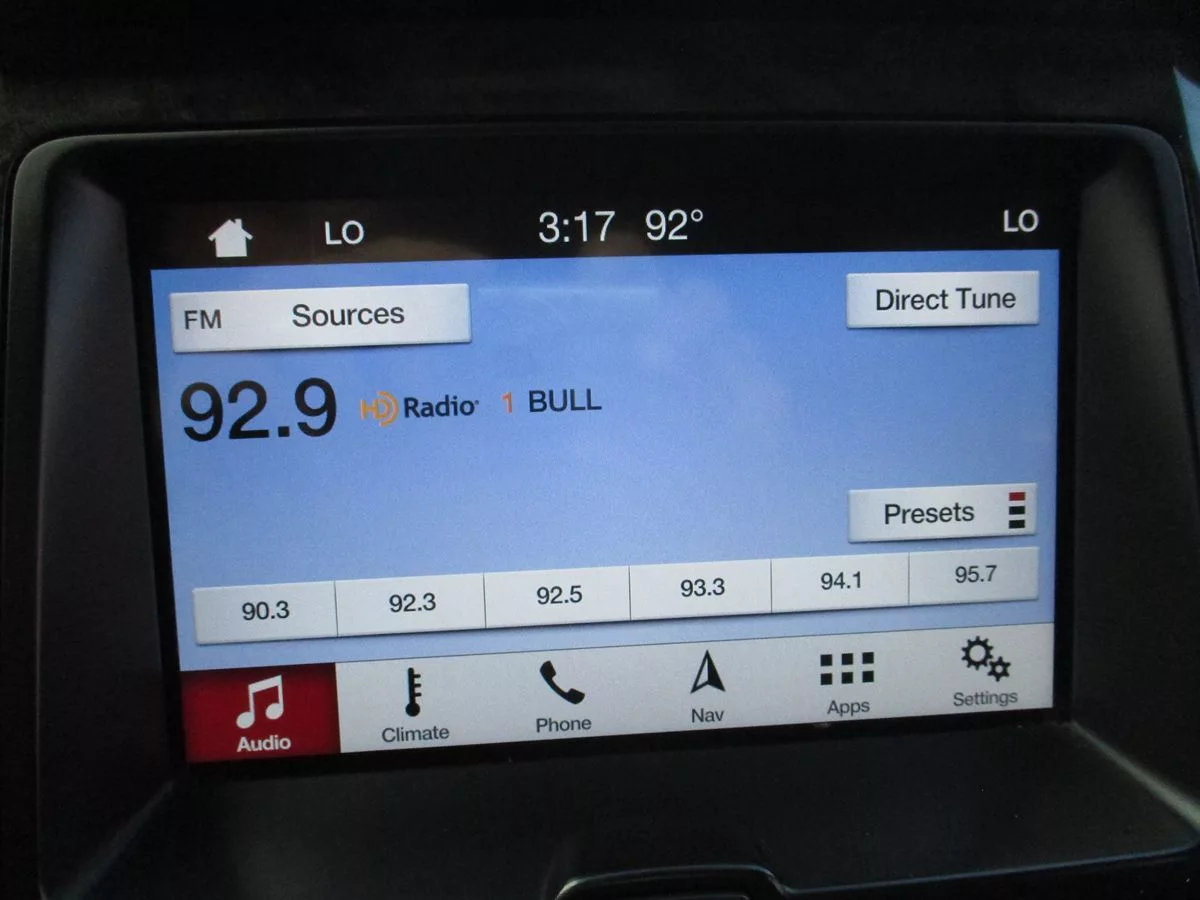 LO 3:17 92° LO
FM Sources Direct Tune
92.9 HD Radio 1 BULL
Presets
90.3 92.3 92.5 93.3 94.1 95.7
Audio Climate Phone Nav Apps Settings